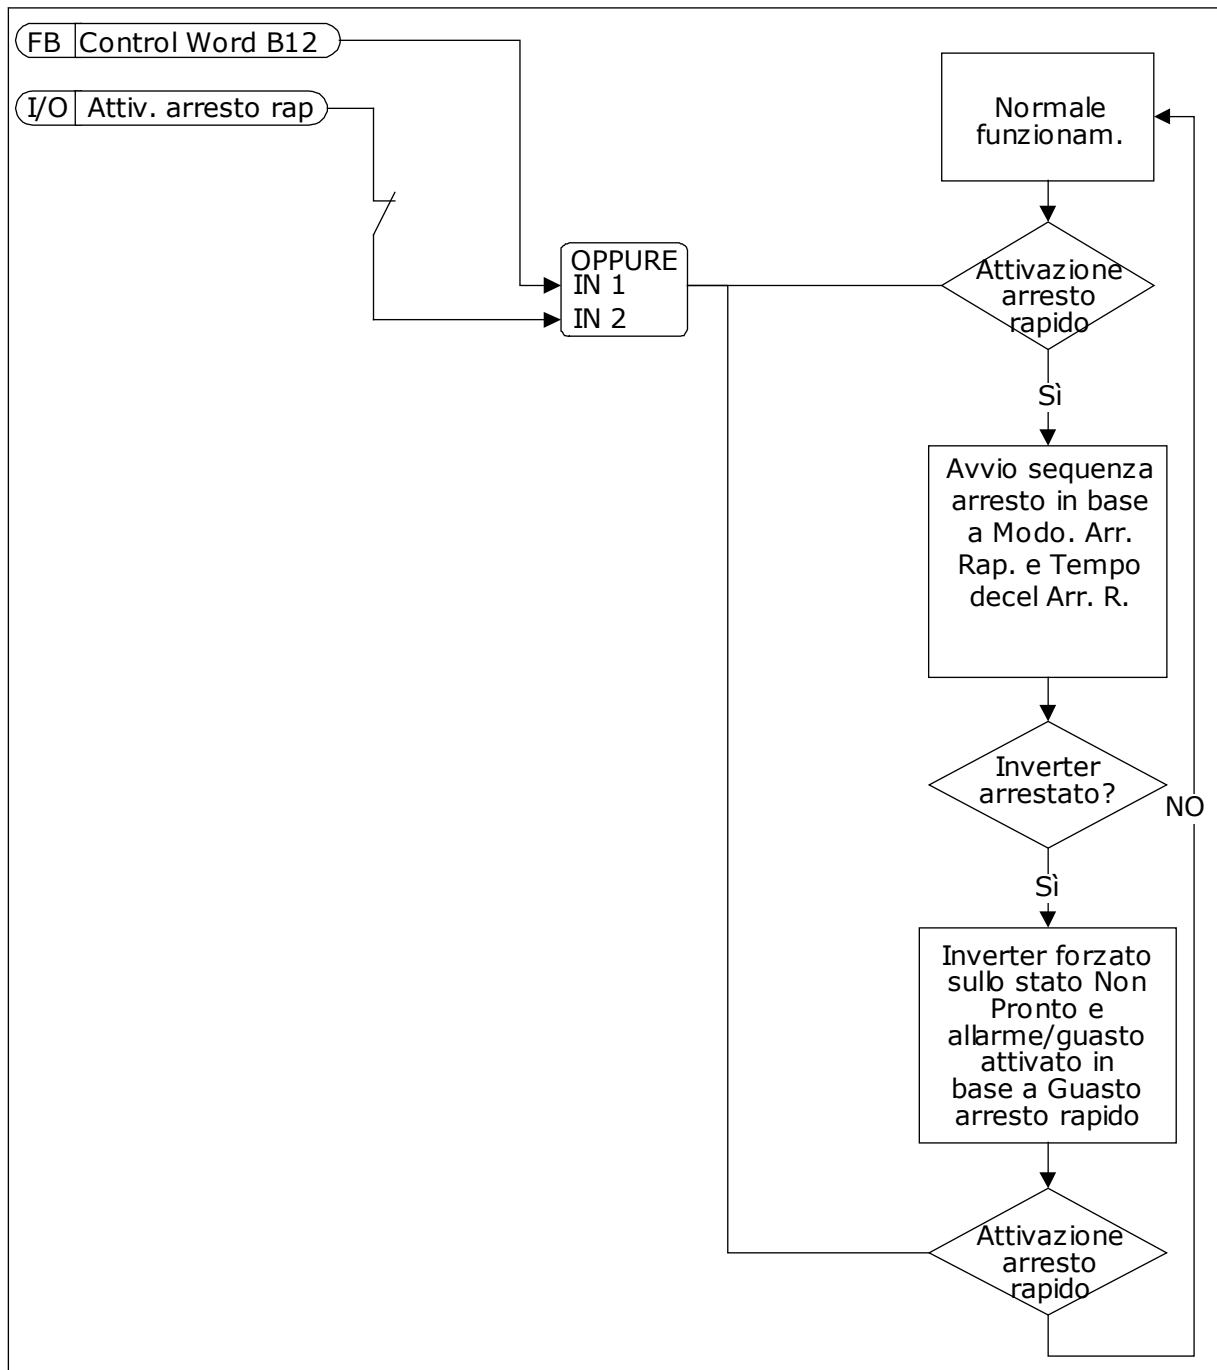 FB Control Word B12
I/O Attiv. arresto rap
OPPURE
IN 1
IN 2
Normale
funzionam.
Attivazione
arresto
rapido
Sì
Avvio sequenza
arresto in base
a Modo. Arr.
Rap. e Tempo
decel Arr. R.
Inverter
arrestato?
NO
Sì
Inverter forzato
sullo stato Non
Pronto e
allarme/guasto
attivato in
base a Guasto
arresto rapido
Attivazione
arresto
rapido